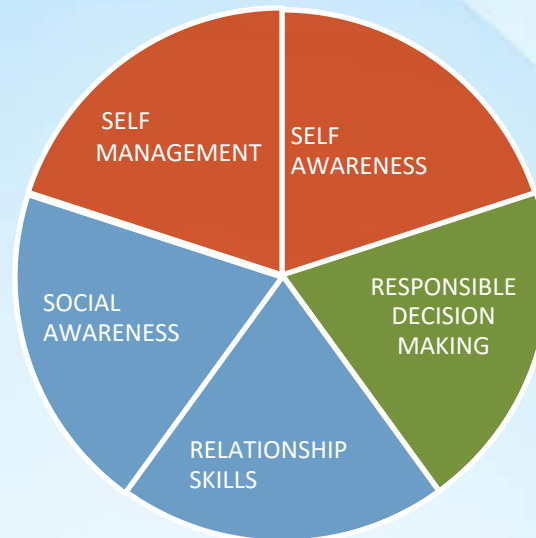 SELF
MANAGEMENT
SELF
AWARENESS
RESPONSIBLE
DECISION
MAKING
SOCIAL
AWARENESS
RELATIONSHIP
SKILLS